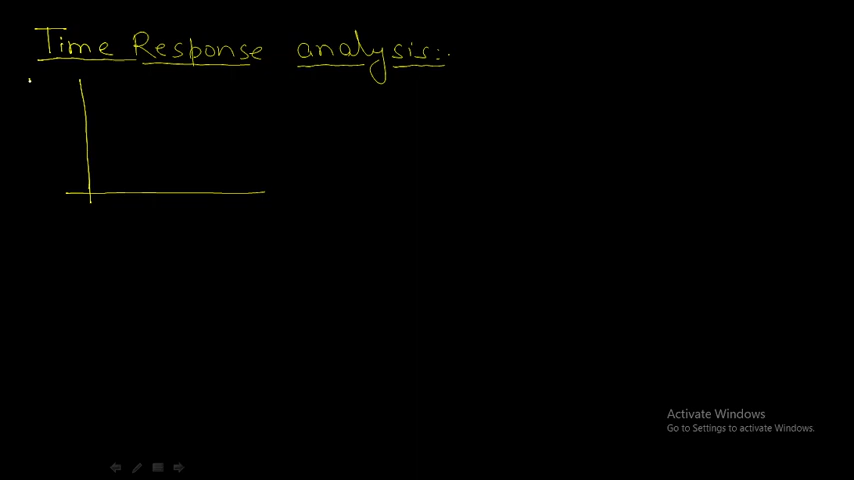 Time Response analysis:-
Activate Windows
Go to Settings to activate Windows.